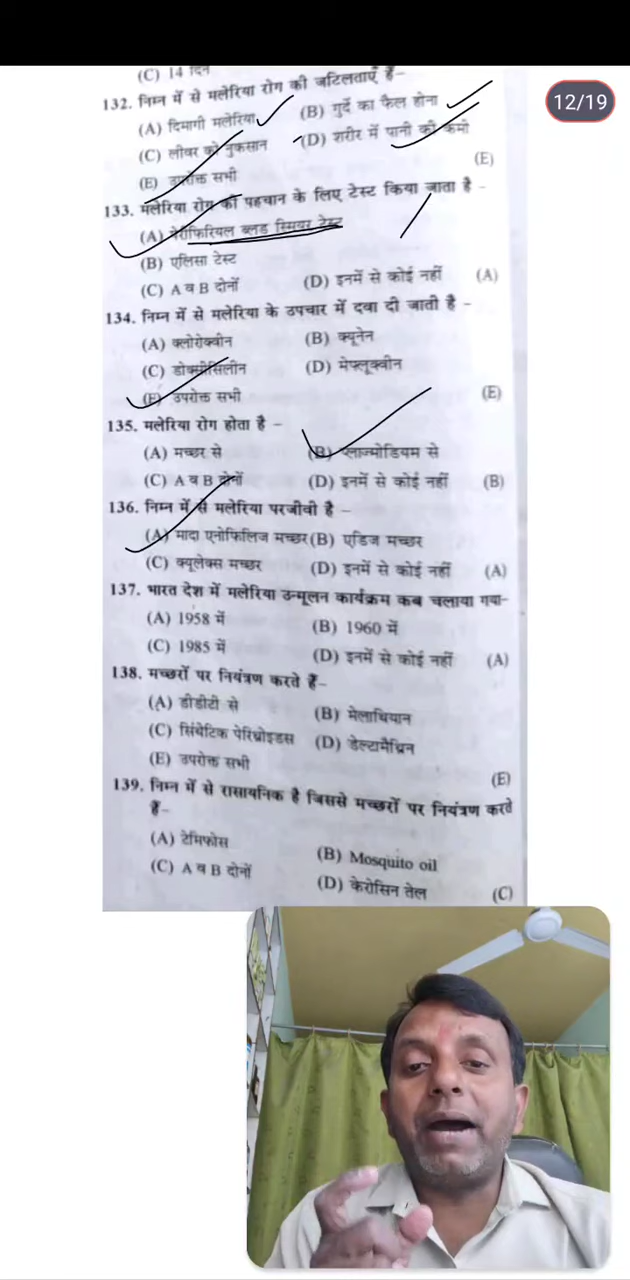 (C) 14 दिन
12/19
132. निम्न में से मलेरिया रोग की जटिलताएँ हैं–
(A) दिमागी मलेरिया (B) गुर्दे का फैल होना
(C) लीवर को नुकसान (D) शरीर में पानी की कमी
(E) उपरोक्त सभी (E)
133. मलेरिया रोग की पहचान के लिए टेस्ट किया जाता है -
(A) पेरीफिरियल ब्लड स्मियर टेस्ट
(B) एलिसा टेस्ट
(C) A व B दोनों (D) इनमें से कोई नहीं (A)
134. निम्न में से मलेरिया के उपचार में दवा दी जाती है -
(A) क्लोरोक्वीन (B) क्यूनेन
(C) डोक्सीसिलीन (D) मेफ्लूक्वीन
(E) उपरोक्त सभी (E)
135. मलेरिया रोग होता है -
(A) मच्छर से (B) प्लाज्मोडियम से
(C) A व B दोनों (D) इनमें से कोई नहीं (B)
136. निम्न में से मलेरिया परजीवी है -
(A) मादा एनोफिलिज मच्छर (B) एडिज मच्छर
(C) क्यूलेक्स मच्छर (D) इनमें से कोई नहीं (A)
137. भारत देश में मलेरिया उन्मूलन कार्यक्रम कब चलाया गया-
(A) 1958 में (B) 1960 में
(C) 1985 में (D) इनमें से कोई नहीं (A)
138. मच्छरों पर नियंत्रण करते हैं-
(A) डीडीटी से (B) मेलाथियान
(C) सिंथेटिक पेरिथ्रोइडस (D) डेल्टामैथ्रिन
(E) उपरोक्त सभी (E)
139. निम्न में से रासायनिक है जिससे मच्छरों पर नियंत्रण करते
हैं-
(A) टेमिफोस (B) Mosquito oil
(C) A व B दोनों (D) केरोसिन तेल (C)